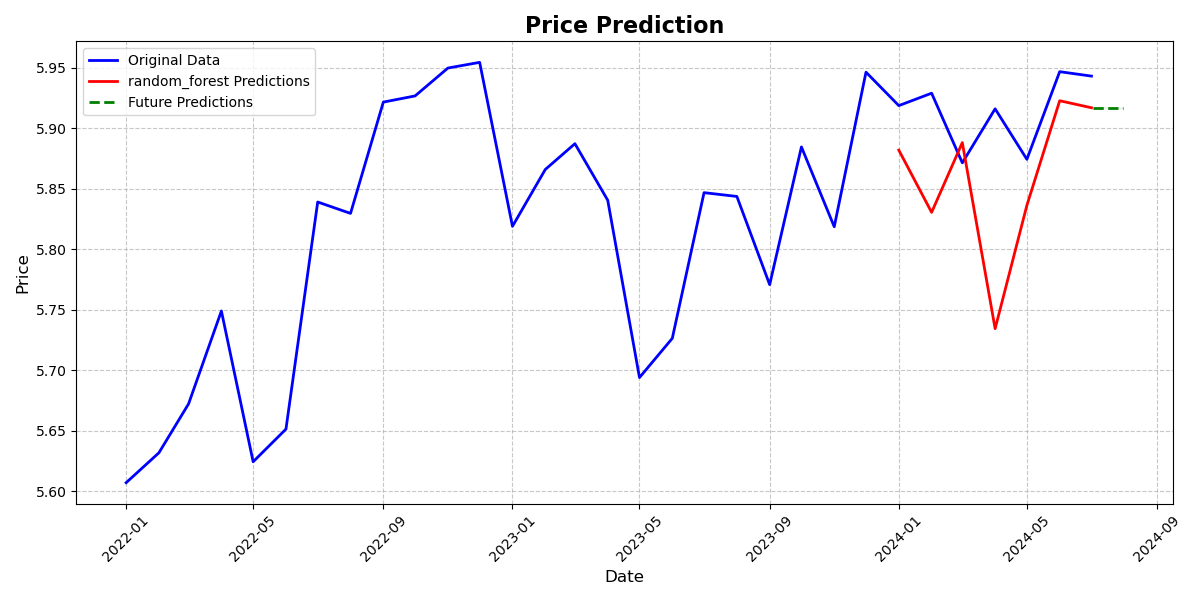 Price Prediction
Original Data
random_forest Predictions
Future Predictions
Price
5.95
5.90
5.85
5.80
5.75
5.70
5.65
5.60
2022-01
2022-05
2022-09
2023-01
2023-05
2023-09
2024-01
2024-05
2024-09
Date